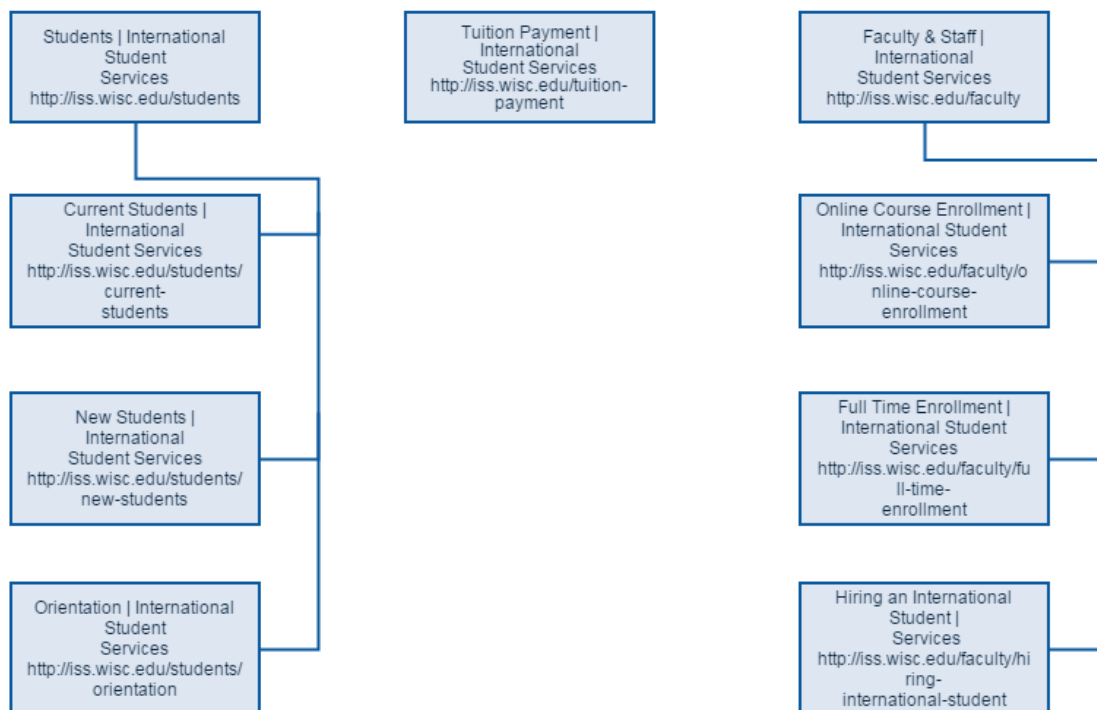 Students | International
Student
Services
http://iss.wisc.edu/students
Tuition Payment |
International
Student Services
http://iss.wisc.edu/tuition-
payment
Faculty & Staff |
International
Student Services
http://iss.wisc.edu/faculty
Current Students |
International
Student Services
http://iss.wisc.edu/students/
current-
students
Online Course Enrollment |
International Student
Services
http://iss.wisc.edu/faculty/o
nline-course-
enrollment
New Students |
International
Student Services
http://iss.wisc.edu/students/
new-students
Full Time Enrollment |
International Student
Services
http://iss.wisc.edu/faculty/fu
ll-time-
enrollment
Orientation | International
Student
Services
http://iss.wisc.edu/students/
orientation
Hiring an International
Student |
Services
http://iss.wisc.edu/faculty/hi
ring-
international-student